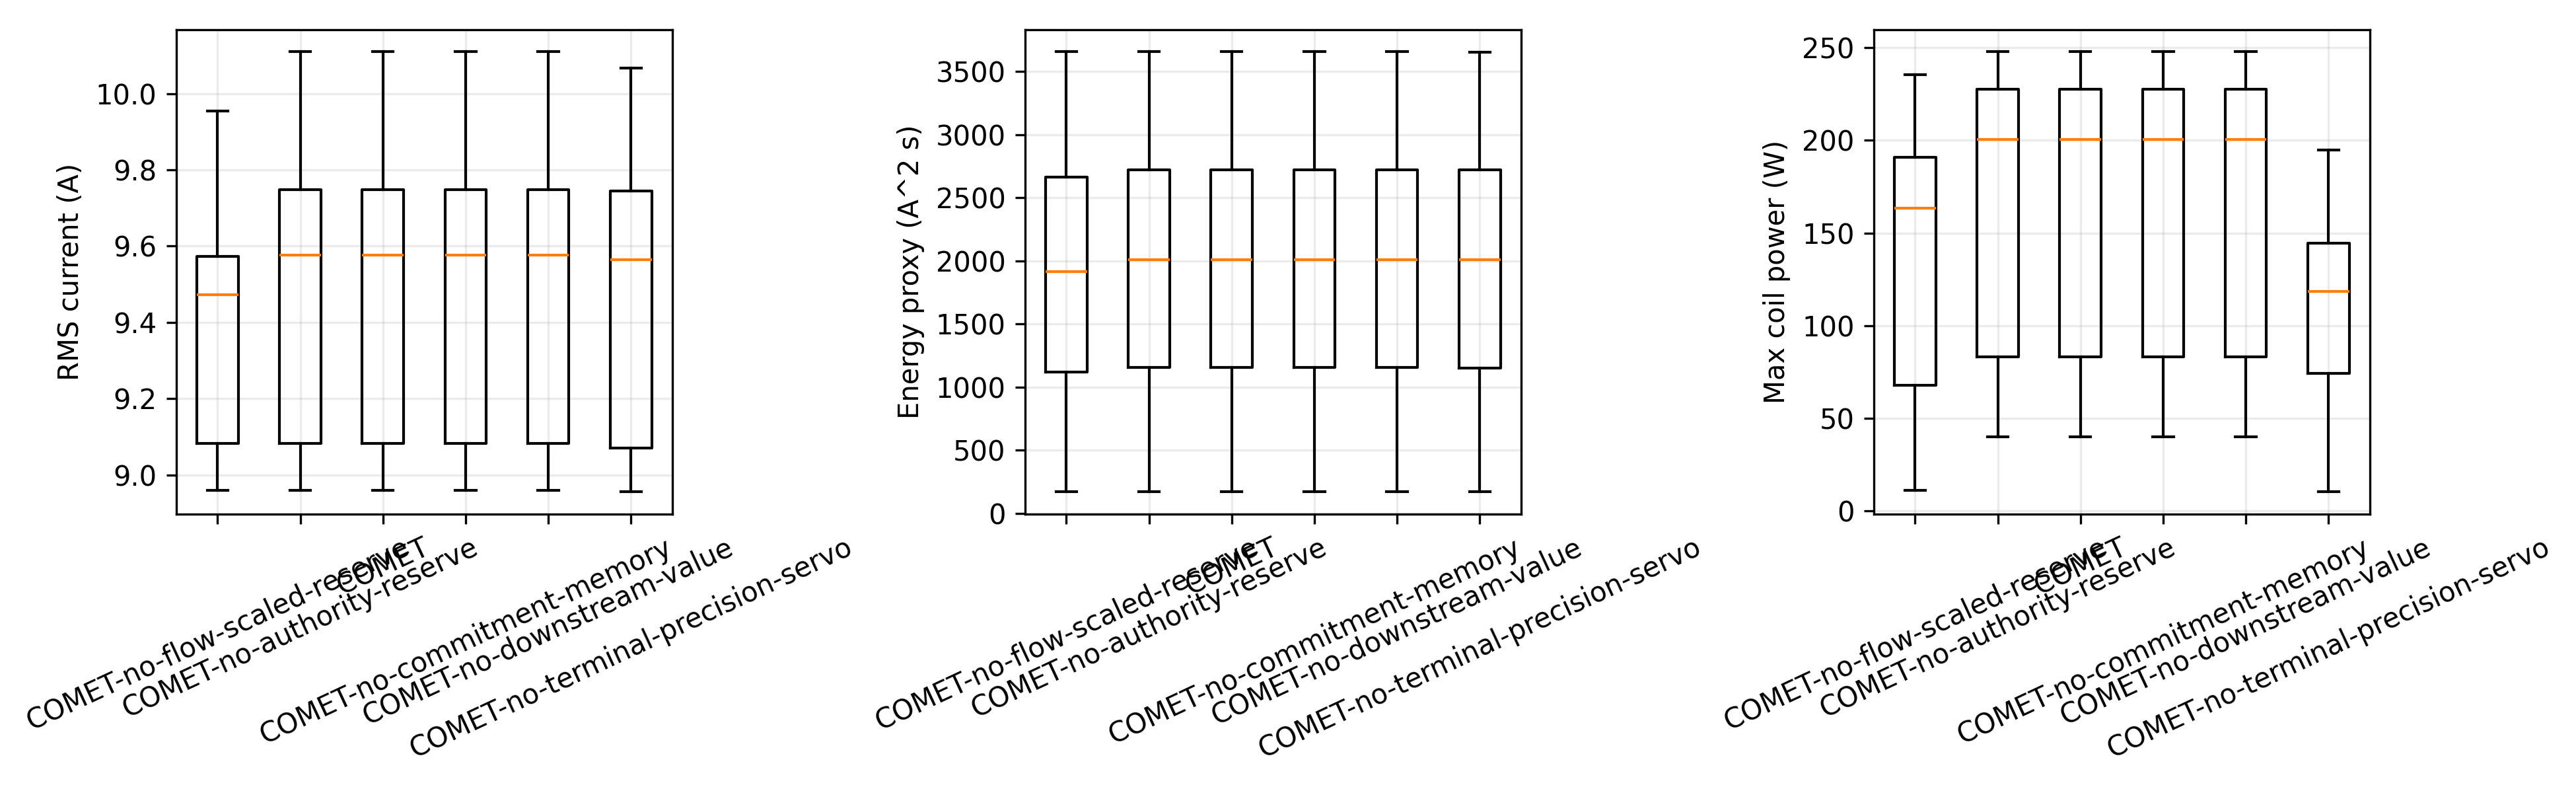 RMS current (A)
10.0
9.8
9.6
9.4
9.2
9.0
COMET-no-flow-scaled-reserve
COMET-no-authority-reserve
COMET
COMET-no-commitment-memory
COMET-no-downstream-value
COMET-no-terminal-precision-servo
Energy proxy (A^2 s)
3500
3000
2500
2000
1500
1000
500
0
COMET-no-flow-scaled-reserve
COMET-no-authority-reserve
COMET
COMET-no-commitment-memory
COMET-no-downstream-value
COMET-no-terminal-precision-servo
Max coil power (W)
250
200
150
100
50
0
COMET-no-flow-scaled-reserve
COMET-no-authority-reserve
COMET
COMET-no-commitment-memory
COMET-no-downstream-value
COMET-no-terminal-precision-servo